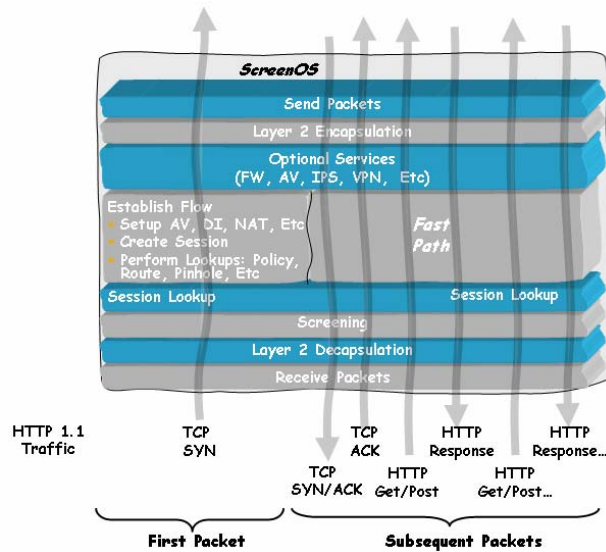 ScreenOS
Send Packets
Layer 2 Encapsulation
Optional Services
(FW, AV, IPS, VPN, Etc)
Establish Flow
• Setup AV, DI, NAT, Etc
• Create Session
• Perform Lookups: Policy,
Route, Pinhole, Etc
Fast
Path
Session Lookup
Session Lookup
Screening
Layer 2 Decapsulation
Receive Packets
HTTP 1.1
Traffic
TCP
SYN
TCP
SYN/ACK
TCP
ACK
HTTP
Get/Post
HTTP
Response
HTTP
Get/Post...
HTTP
Response...
First Packet
Subsequent Packets